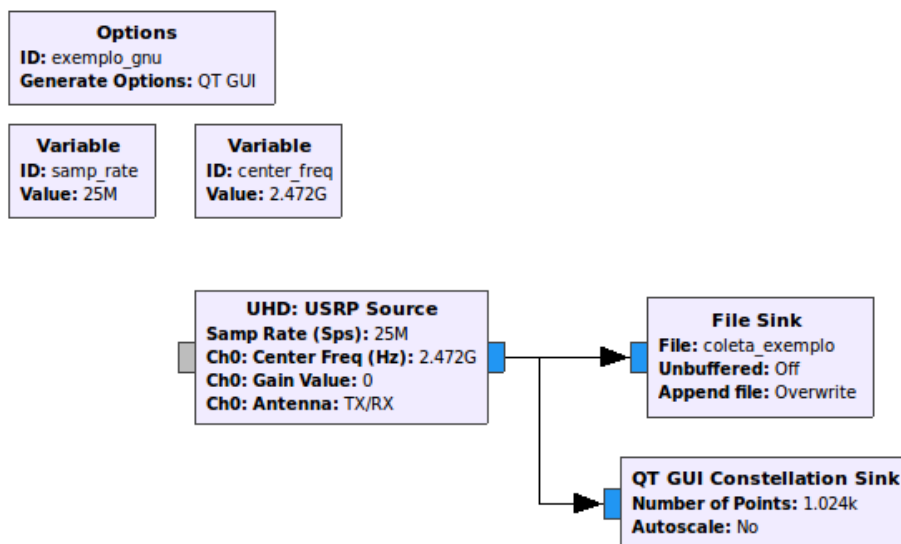 Options
ID: exemplo_gnu
Generate Options: QT GUI
Variable
ID: samp_rate
Value: 25M
Variable
ID: center_freq
Value: 2.472G
UHD: USRP Source
Samp Rate (Sps): 25M
Ch0: Center Freq (Hz): 2.472G
Ch0: Gain Value: 0
Ch0: Antenna: TX/RX
File Sink
File: coleta_exemplo
Unbuffered: Off
Append file: Overwrite
QT GUI Constellation Sink
Number of Points: 1.024k
Autoscale: No